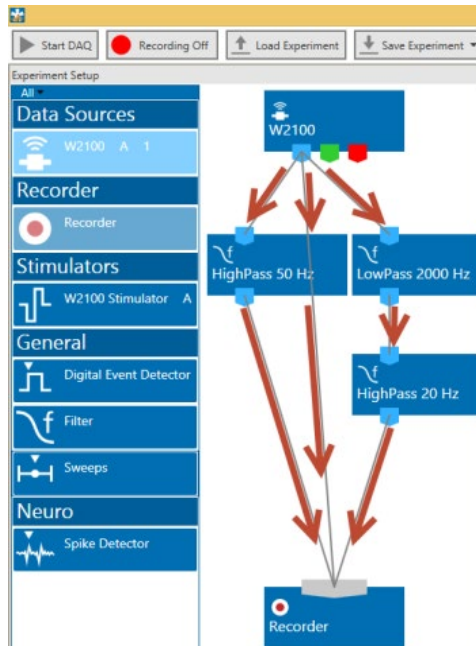 Start DAQ
Recording Off
Load Experiment
Save Experiment
Experiment Setup
All
Data Sources
W2100 A 1
Recorder
Recorder
Stimulators
W2100 Stimulator A
General
Digital Event Detector
Filter
Sweeps
Neuro
Spike Detector
W2100
HighPass 50 Hz
LowPass 2000 Hz
HighPass 20 Hz
Recorder